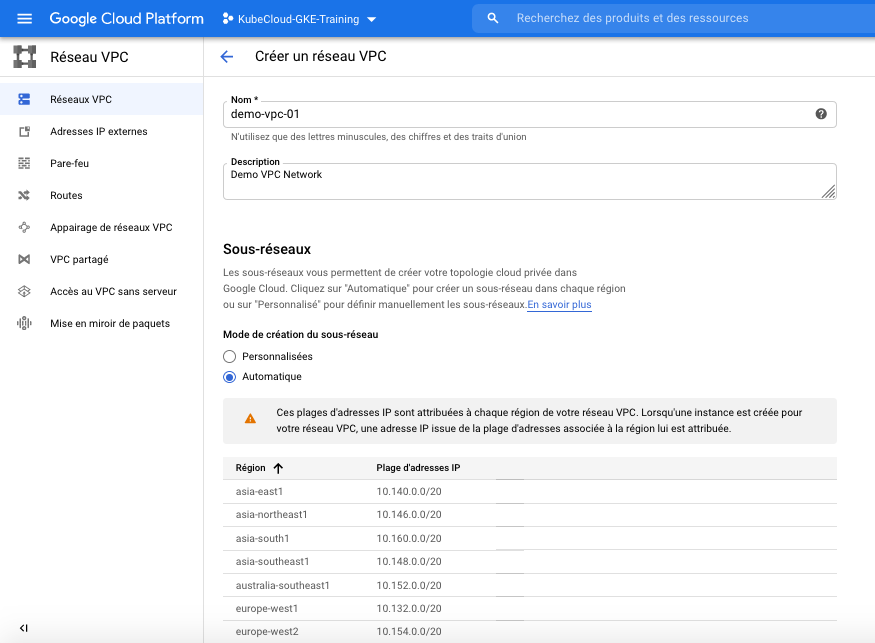 Google Cloud Platform
KubeCloud-GKE-Training
Recherchez des produits et des ressources
Réseau VPC
Créer un réseau VPC
Réseaux VPC
Adresses IP externes
Pare-feu
Routes
Appairage de réseaux VPC
VPC partagé
Accès au VPC sans serveur
Mise en miroir de paquets
Nom *
demo-vpc-01
N'utilisez que des lettres minuscules, des chiffres et des traits d'union
Description
Demo VPC Network
Sous-réseaux
Les sous-réseaux vous permettent de créer votre topologie cloud privée dans
Google Cloud. Cliquez sur "Automatique" pour créer un sous-réseau dans chaque région
ou sur "Personnalisé" pour définir manuellement les sous-réseaux.En savoir plus
Mode de création du sous-réseau
Personnalisées
Automatique
Ces plages d'adresses IP sont attribuées à chaque région de votre réseau VPC. Lorsqu'une instance est créée pour
votre réseau VPC, une adresse IP issue de la plage d'adresses associée à la région lui est attribuée.
Région Plage d'adresses IP
asia-east1 10.140.0.0/20
asia-northeast1 10.146.0.0/20
asia-south1 10.160.0.0/20
asia-southeast1 10.148.0.0/20
australia-southeast1 10.152.0.0/20
europe-west1 10.132.0.0/20
europe-west2 10.154.0.0/20